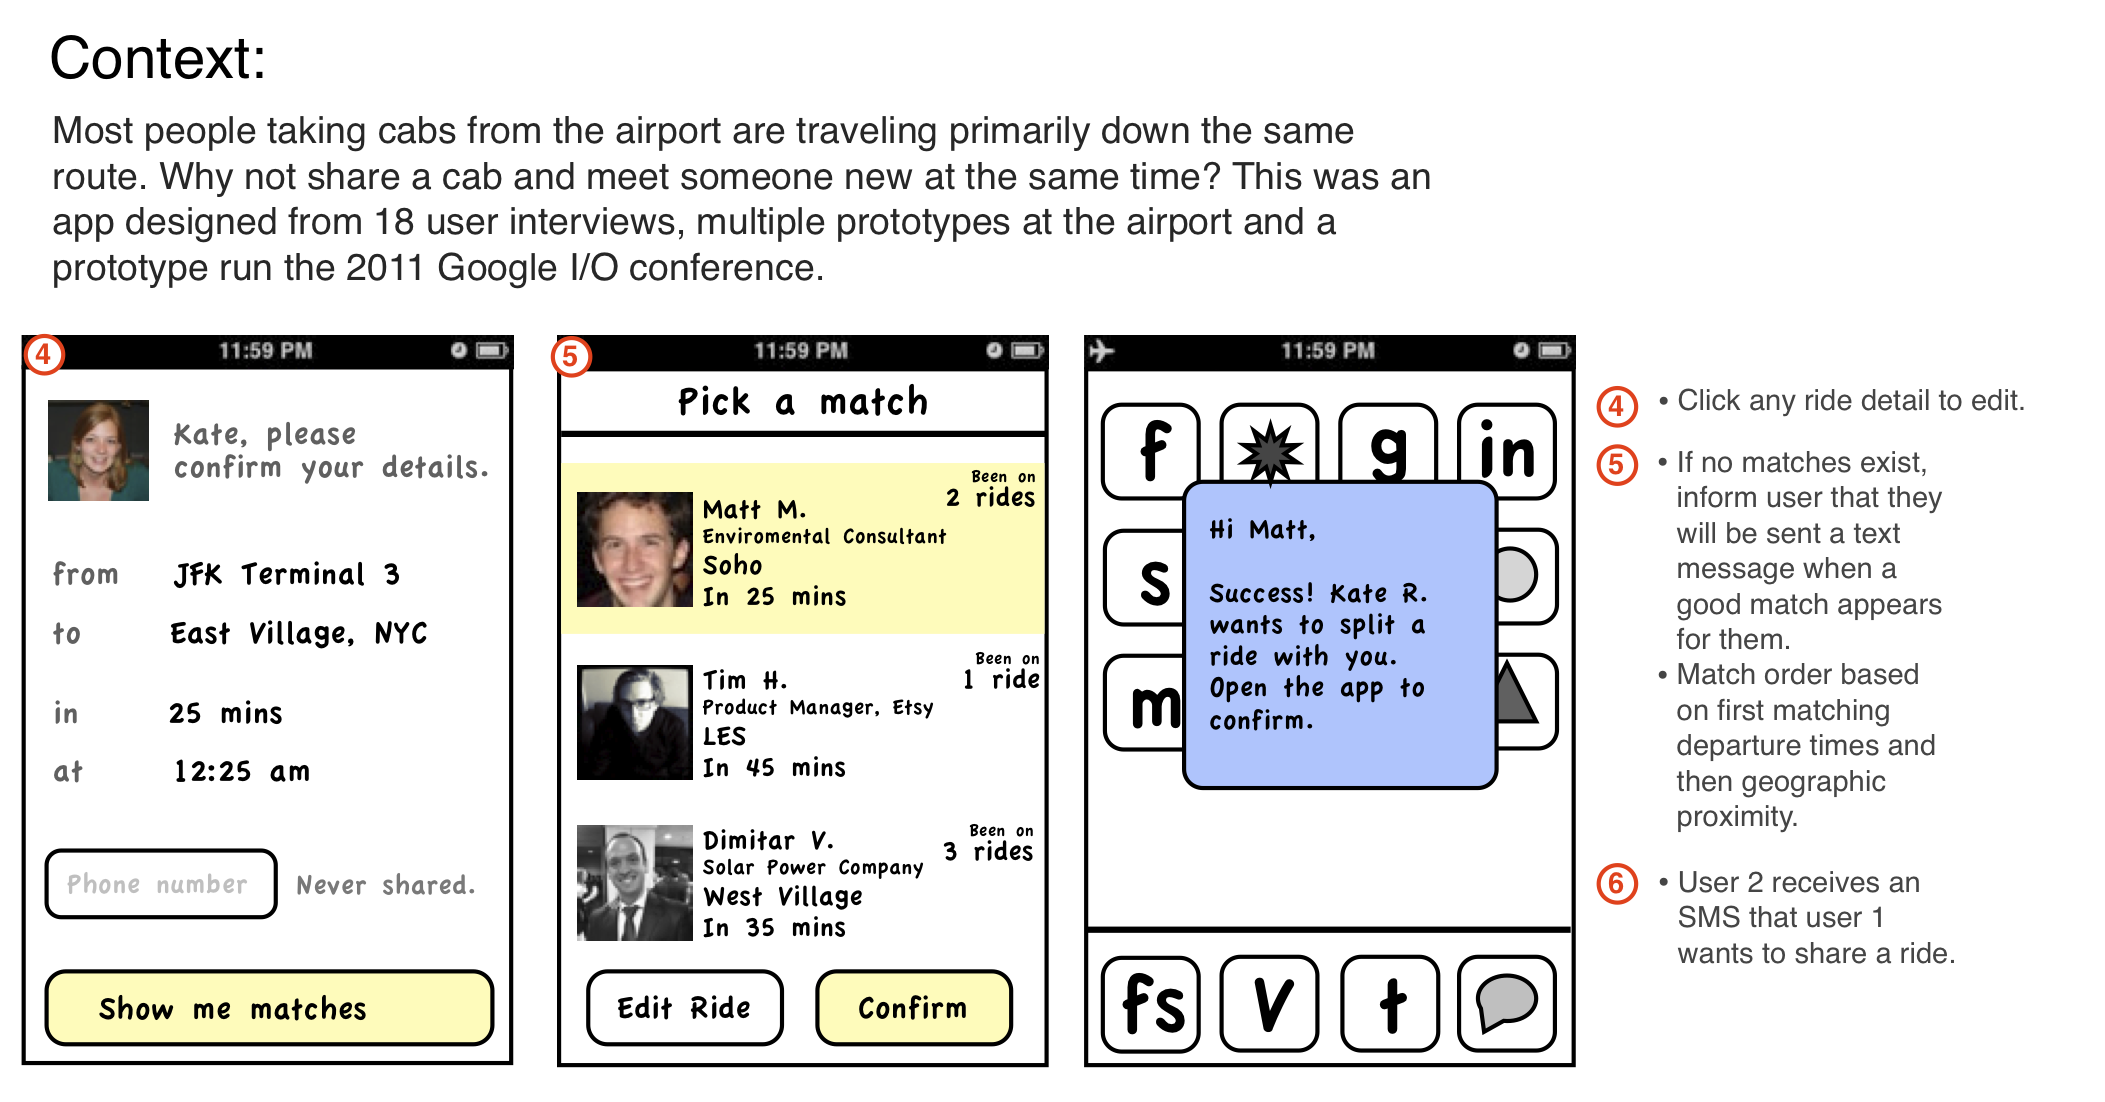 Context:
Most people taking cabs from the airport are traveling primarily down the same
route. Why not share a cab and meet someone new at the same time? This was an
app designed from 18 user interviews, multiple prototypes at the airport and a
prototype run the 2011 Google I/O conference.
4
11:59 PM
Kate, please
confirm your details.
from JFK Terminal 3
to East Village, NYC
in 25 mins
at 12:25 am
Phone number Never shared.
Show me matches
5
11:59 PM
Pick a match
Been on
2 rides
Matt M.
Enviromental Consultant
Soho
In 25 mins
Been on
1 ride
Tim H.
Product Manager, Etsy
LES
In 45 mins
Been on
3 rides
Dimitar V.
Solar Power Company
West Village
In 35 mins
Edit Ride Confirm
11:59 PM
f g in
s
m
Hi Matt,
Success! Kate R.
wants to split a
ride with you.
Open the app to
confirm.
fs V t
4 • Click any ride detail to edit.
5 • If no matches exist,
inform user that they
will be sent a text
message when a
good match appears
for them.
• Match order based
on first matching
departure times and
then geographic
proximity.
6 • User 2 receives an
SMS that user 1
wants to share a ride.